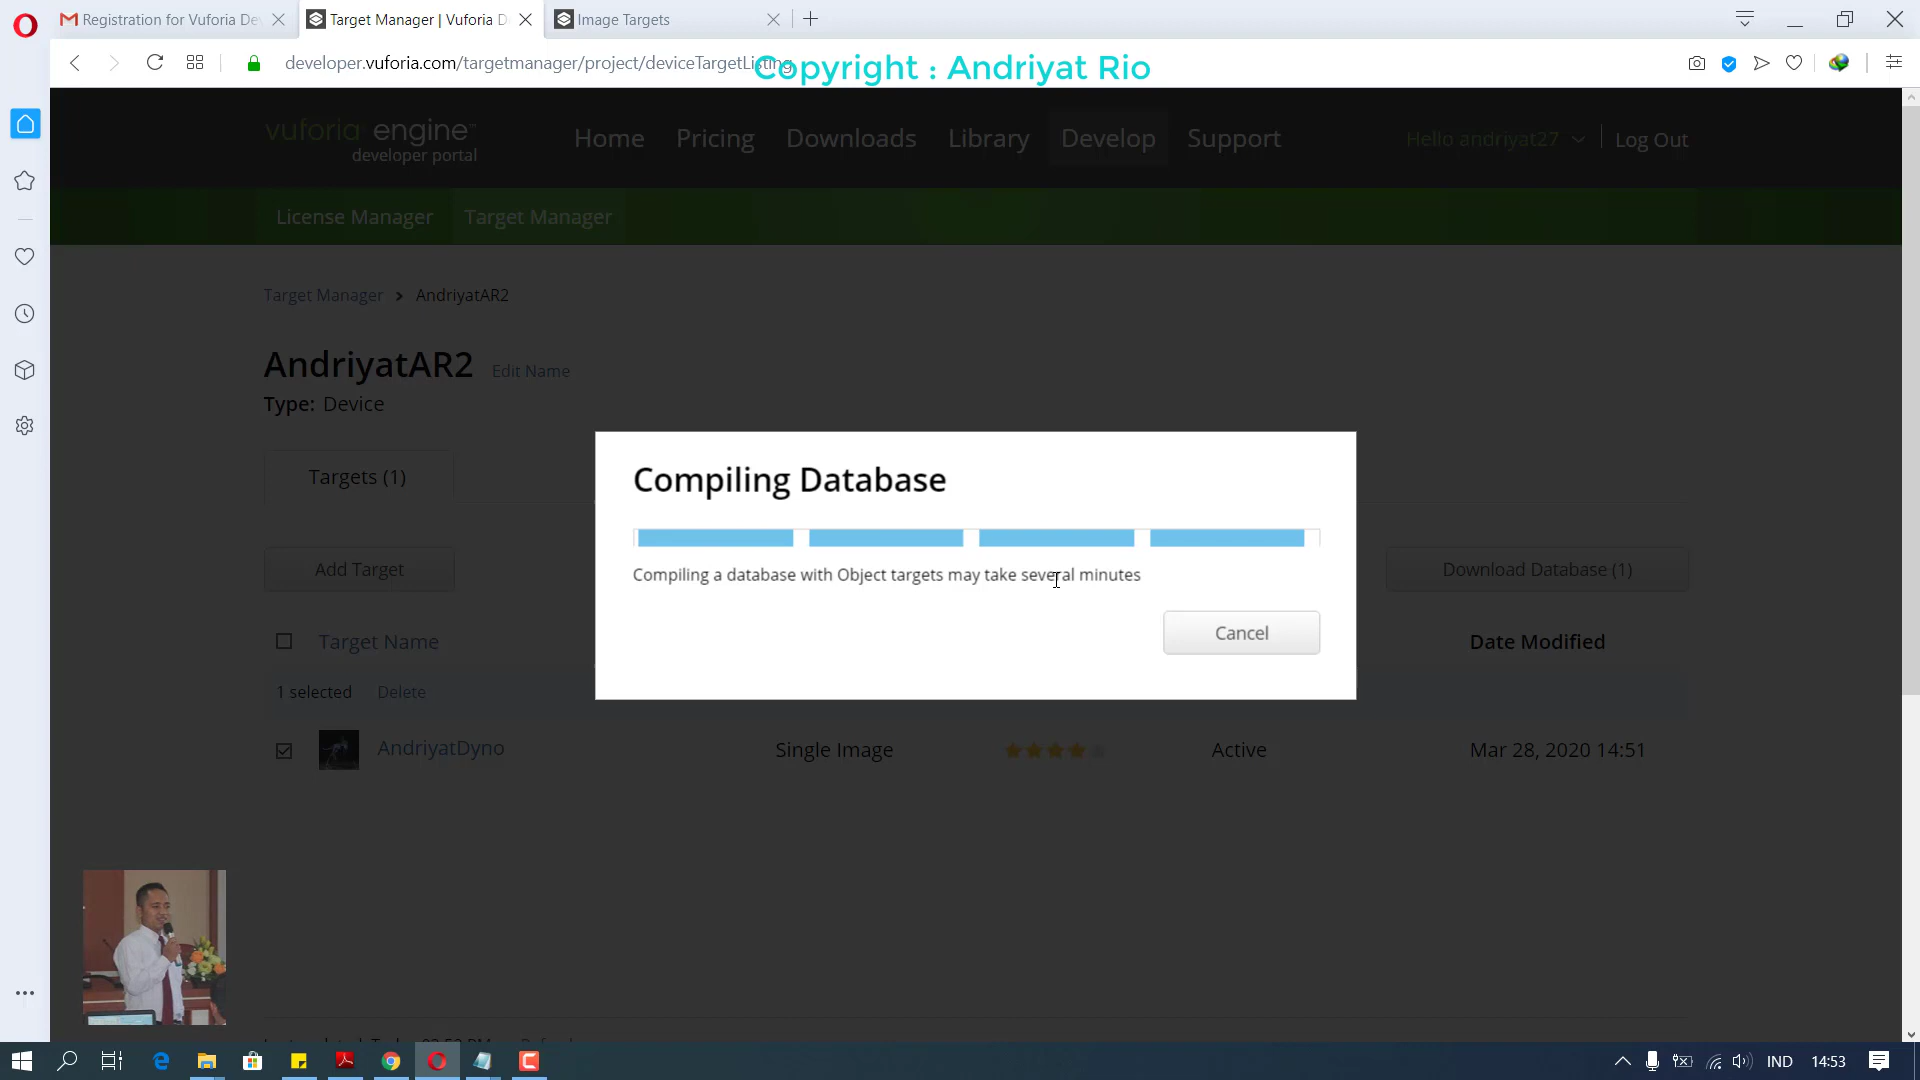 Registration for Vuforia De
Target Manager | Vuforia D
Image Targets
developer.vuforia.com/targetmanager/project/deviceTargetListing
Copyright : Andriyat Rio
vuforia engine™
developer portal
Home
Pricing
Downloads
Library
Develop
Support
Hello andriyat27
Log Out
License Manager
Target Manager
Target Manager > AndriyatAR2
AndriyatAR2 Edit Name
Type: Device
Targets (1)
Compiling Database
Compiling a database with Object targets may take several minutes
Cancel
Add Target
Download Database (1)
Target Name
Date Modified
1 selected Delete
AndriyatDyno
Single Image
Active
Mar 28, 2020 14:51
IND
14:53